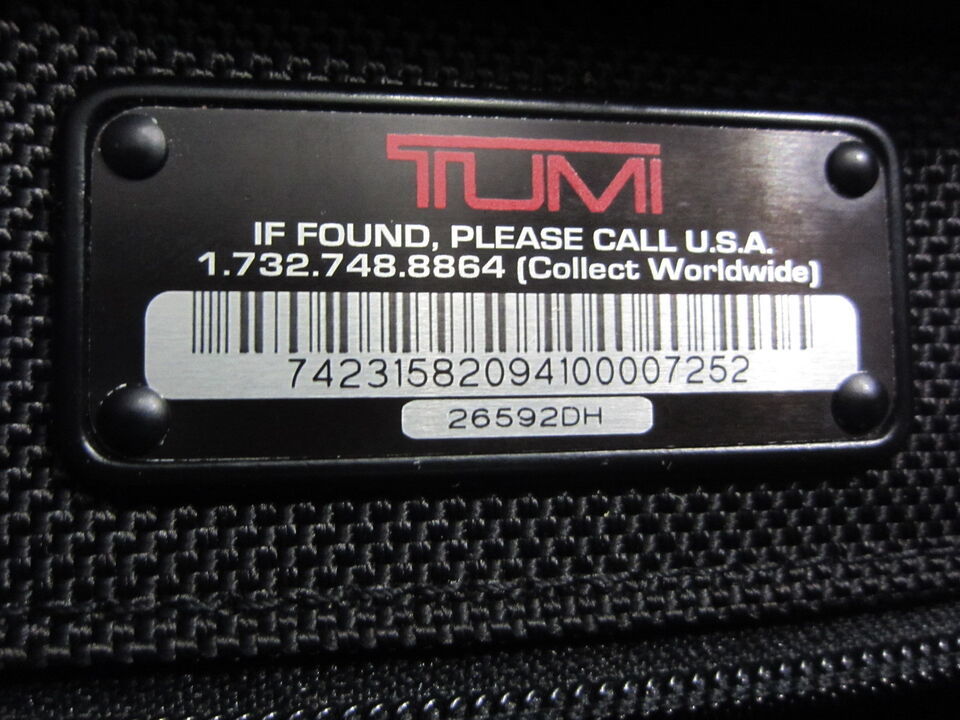 TUMI
IF FOUND, PLEASE CALL U.S.A.
1.732.748.8864 (Collect Worldwide)
74231582094100007252
26592DH